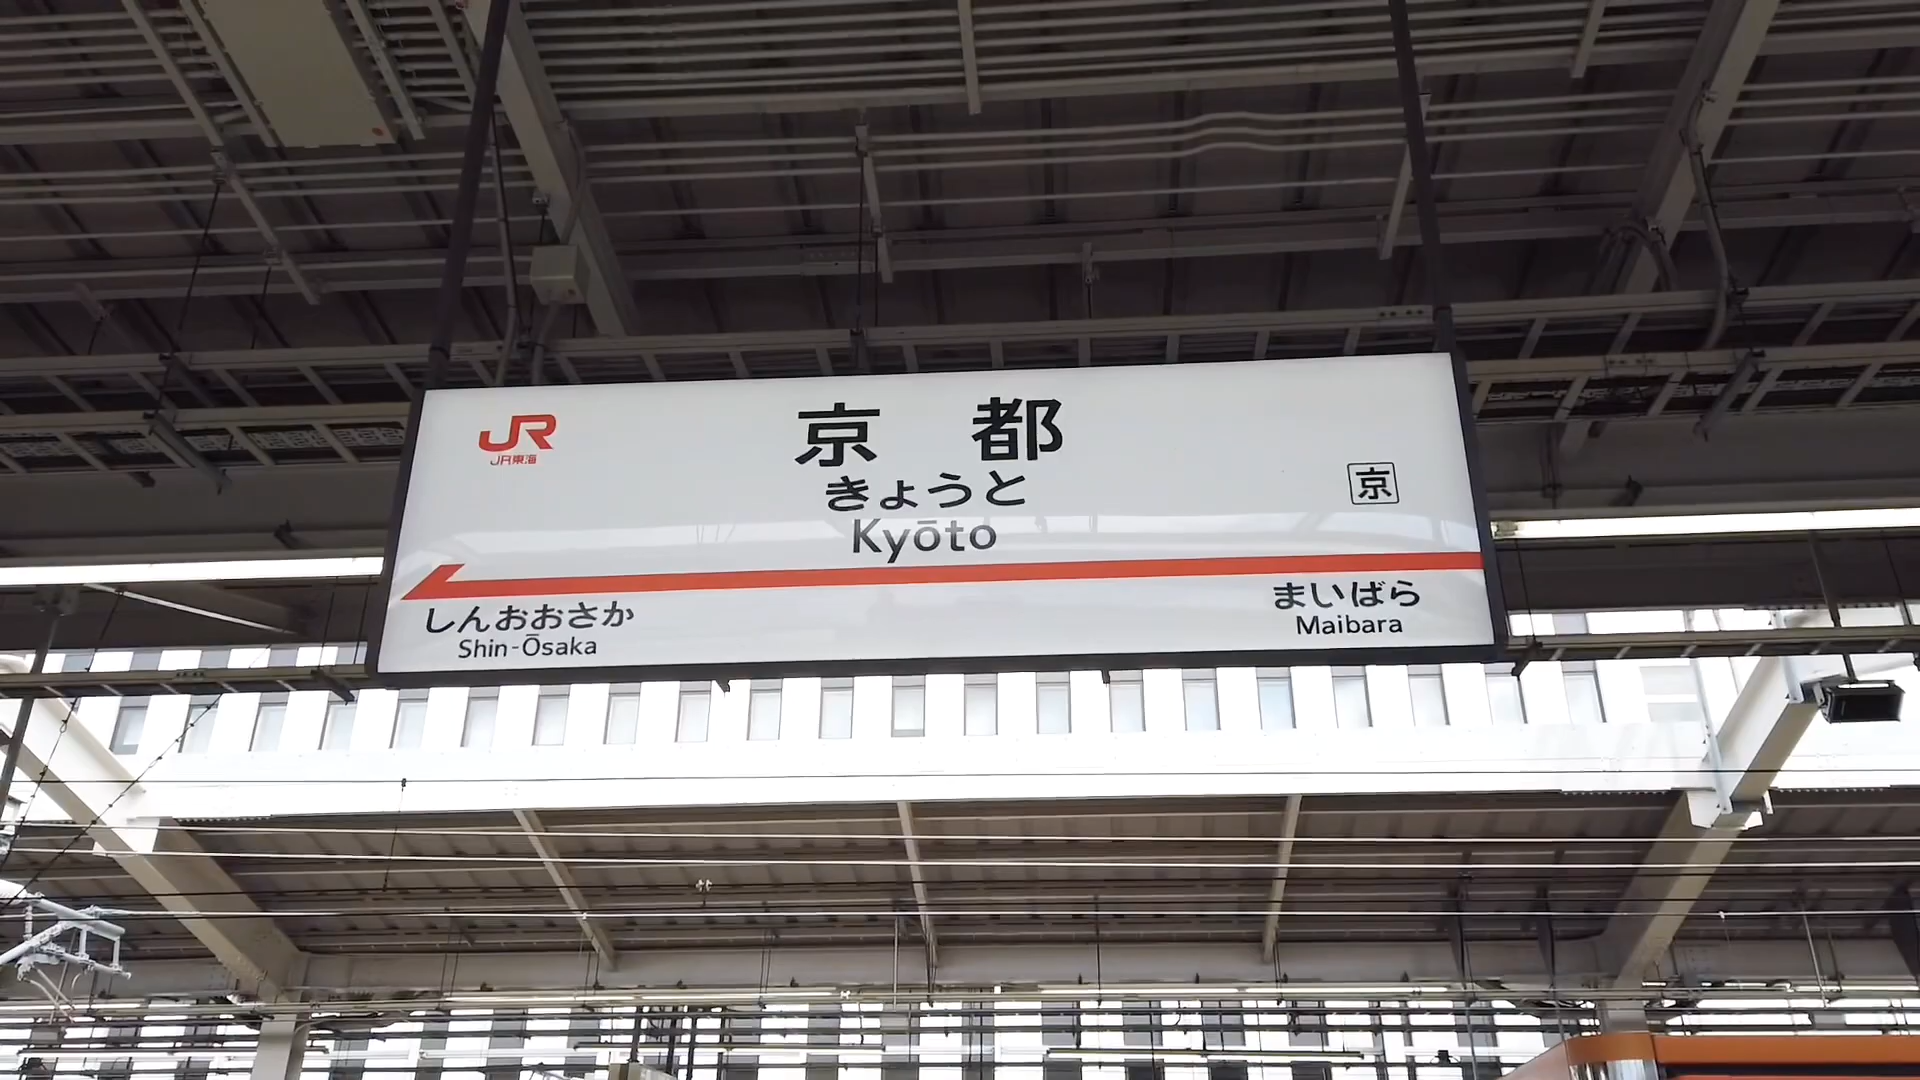 JR
JR東海
京都
きょうと
Kyōto
京
しんおおさか
Shin-Ōsaka
まいばら
Maibara